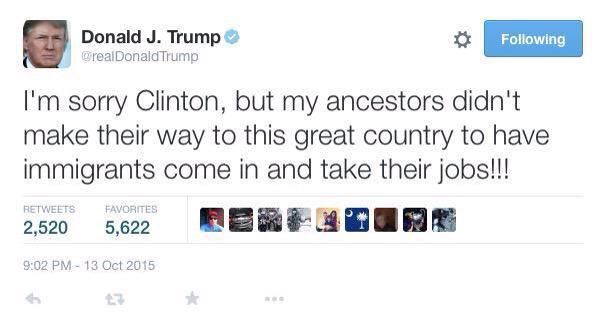 Donald J. Trump
@realDonaldTrump
Following
I'm sorry Clinton, but my ancestors didn't
make their way to this great country to have
immigrants come in and take their jobs!!!
RETWEETS FAVORITES
2,520 5,622
9:02 PM - 13 Oct 2015